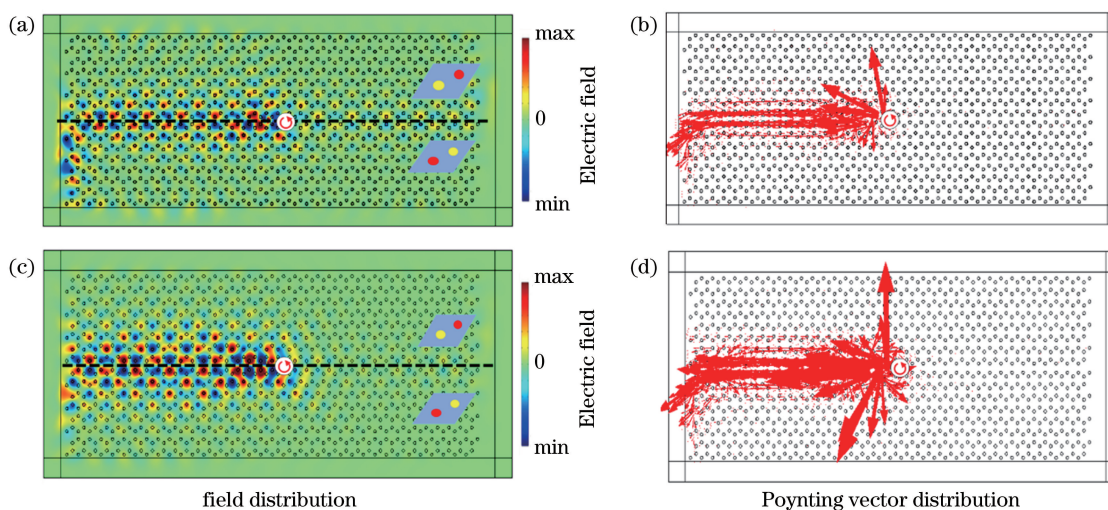 (a)
max
0
min
Electric field
(b)
(c)
max
0
min
Electric field
(d)
field distribution
Poynting vector distribution